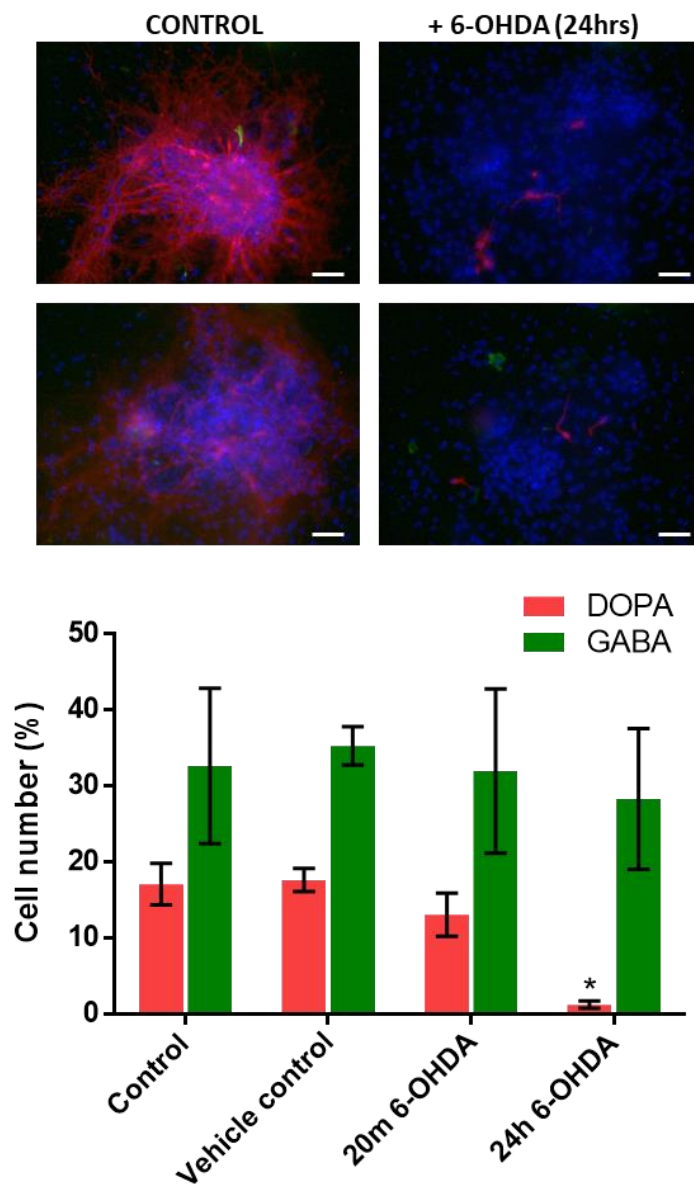 CONTROL
+ 6-OHDA (24hrs)
DOPA
GABA
Cell number (%)
50
40
30
20
10
0
*
Control
Vehicle control
20m 6-OHDA
24h 6-OHDA